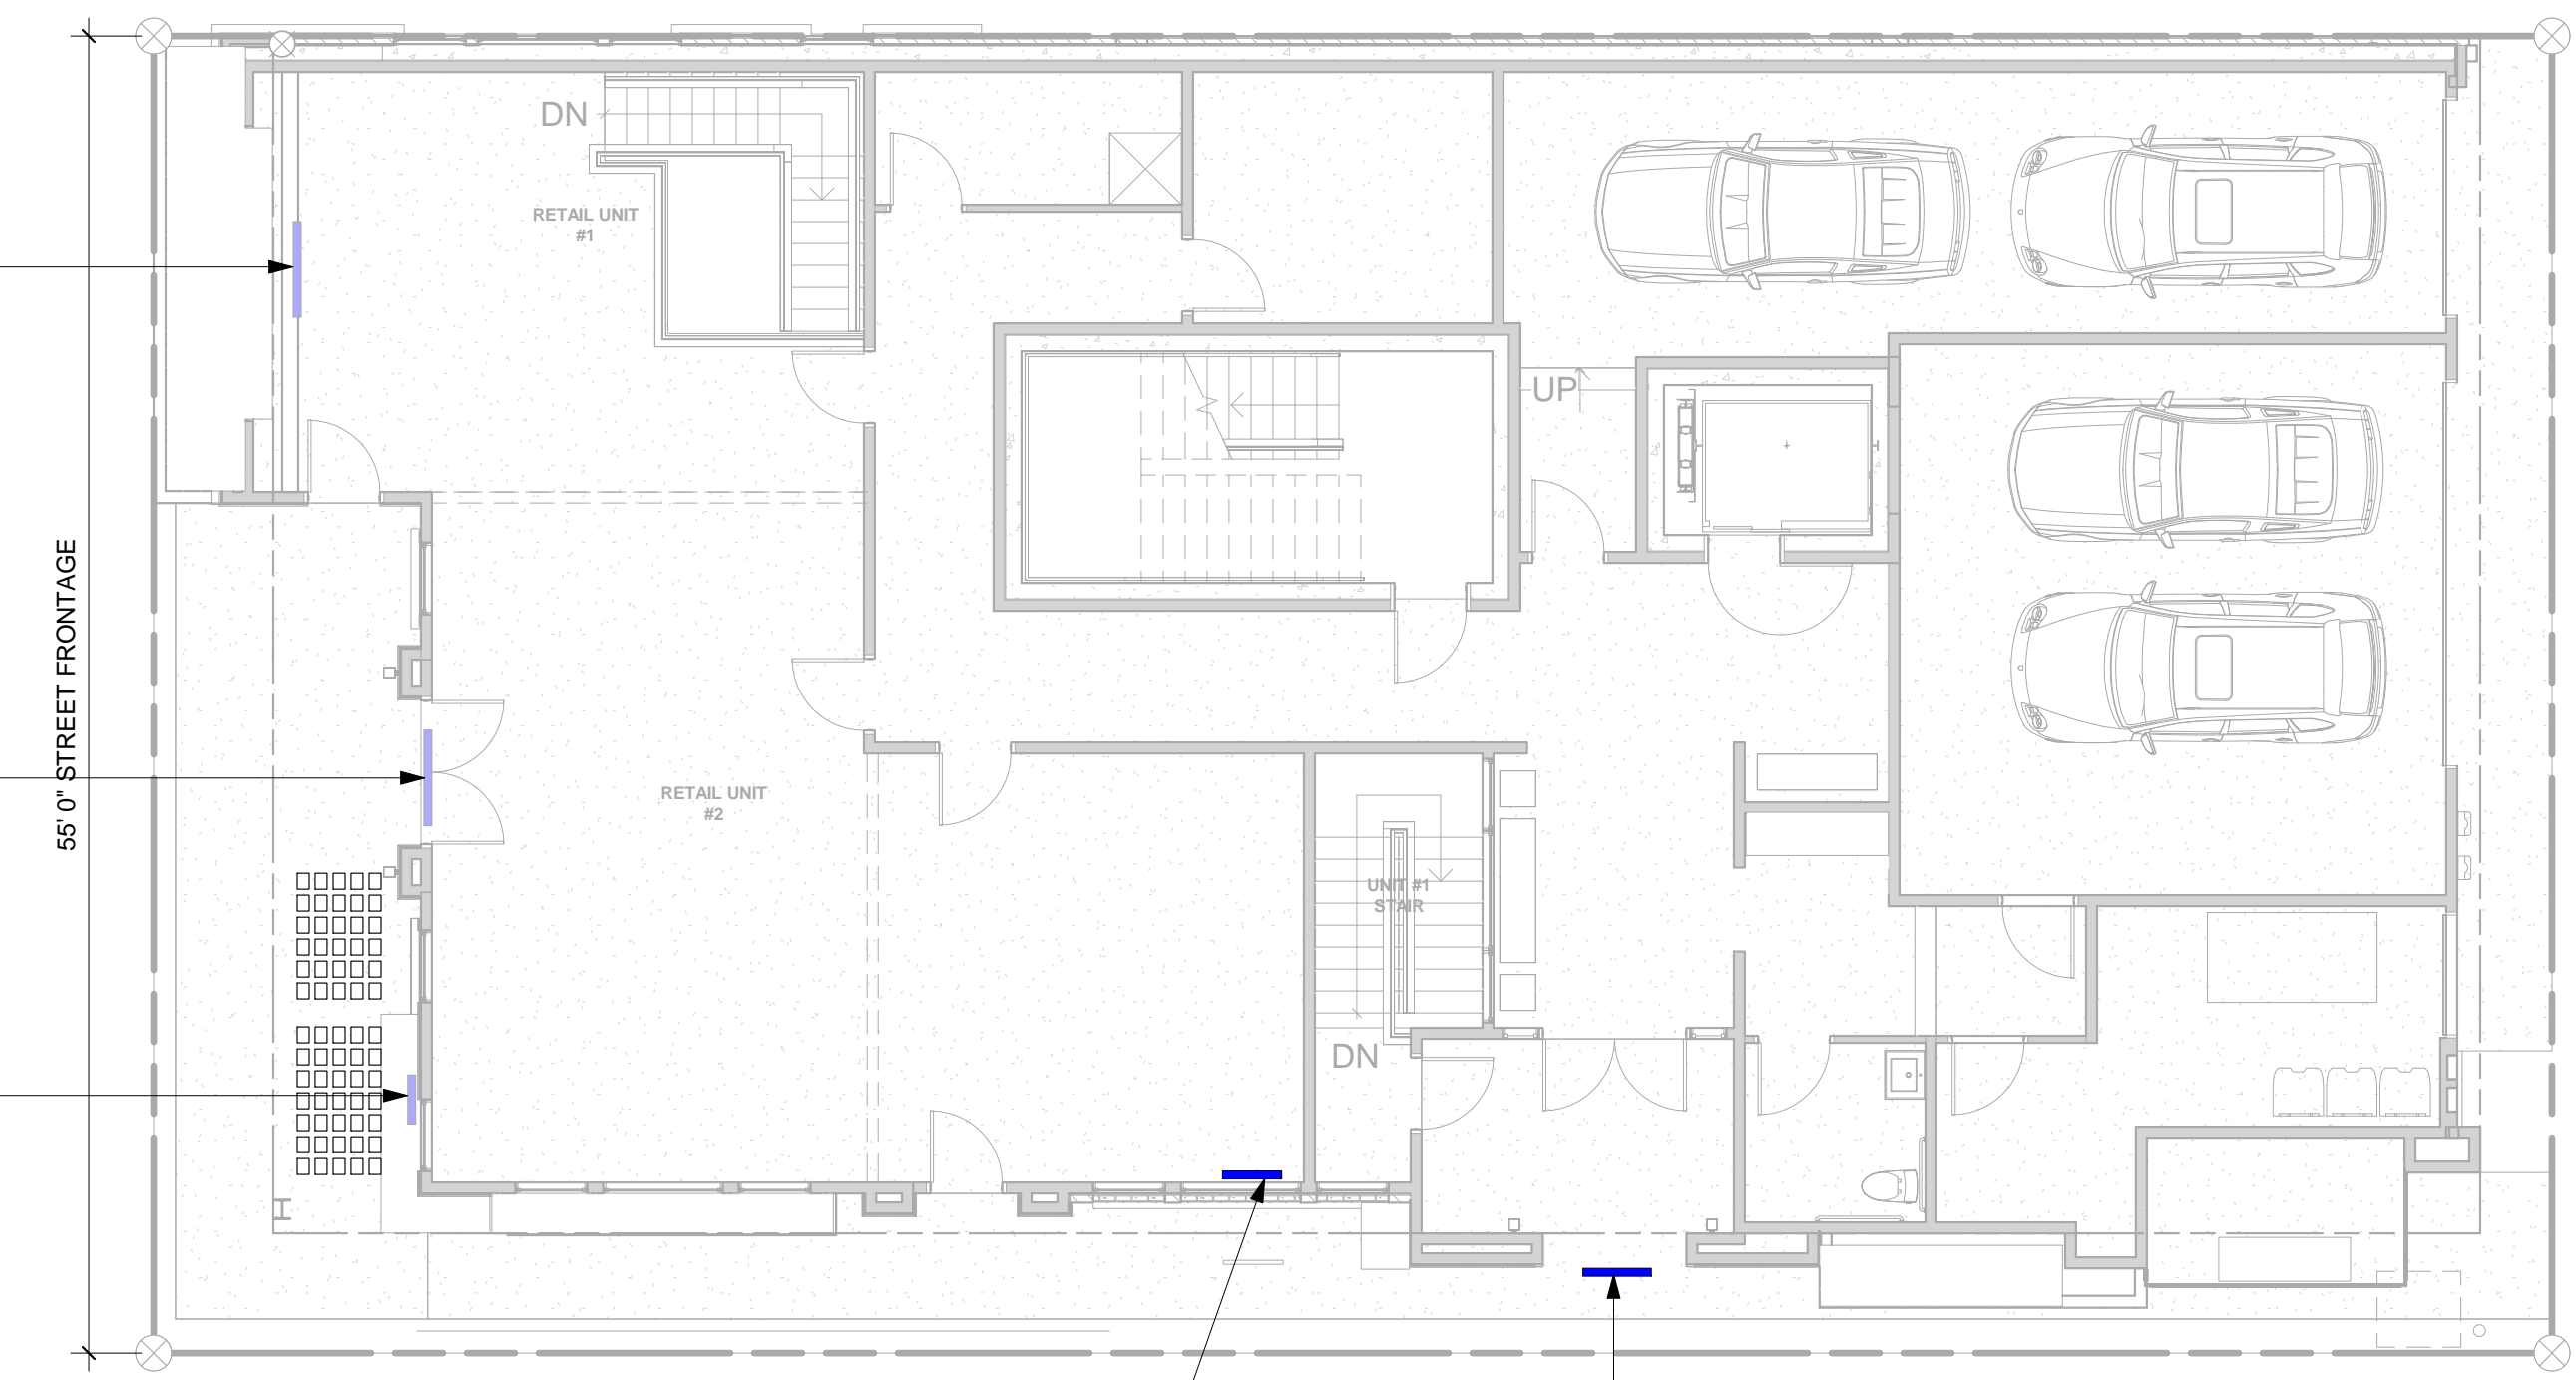 DN
RETAIL UNIT
#1
UP
55' 0" STREET FRONTAGE
RETAIL UNIT
#2
UNIT #1
STAIR
DN